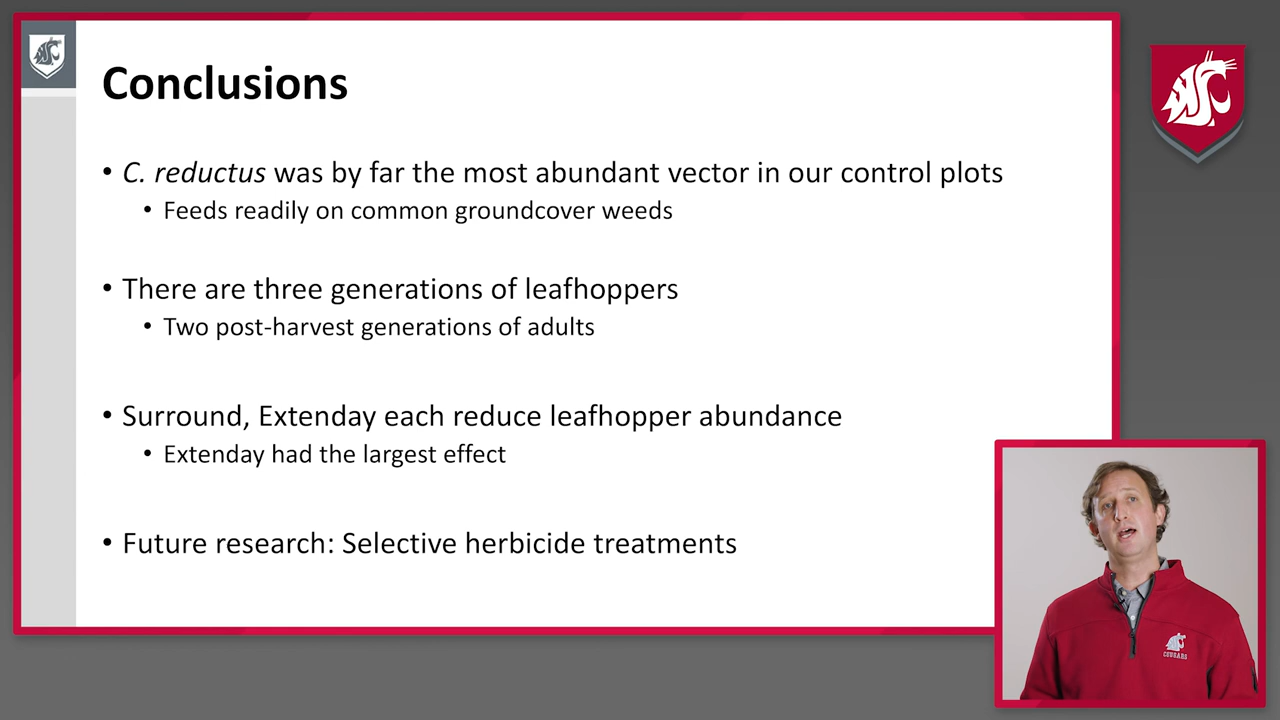 Conclusions
• C. reductus was by far the most abundant vector in our control plots
• Feeds readily on common groundcover weeds
• There are three generations of leafhoppers
• Two post-harvest generations of adults
• Surround, Extenday each reduce leafhopper abundance
• Extenday had the largest effect
• Future research: Selective herbicide treatments
COUGARS